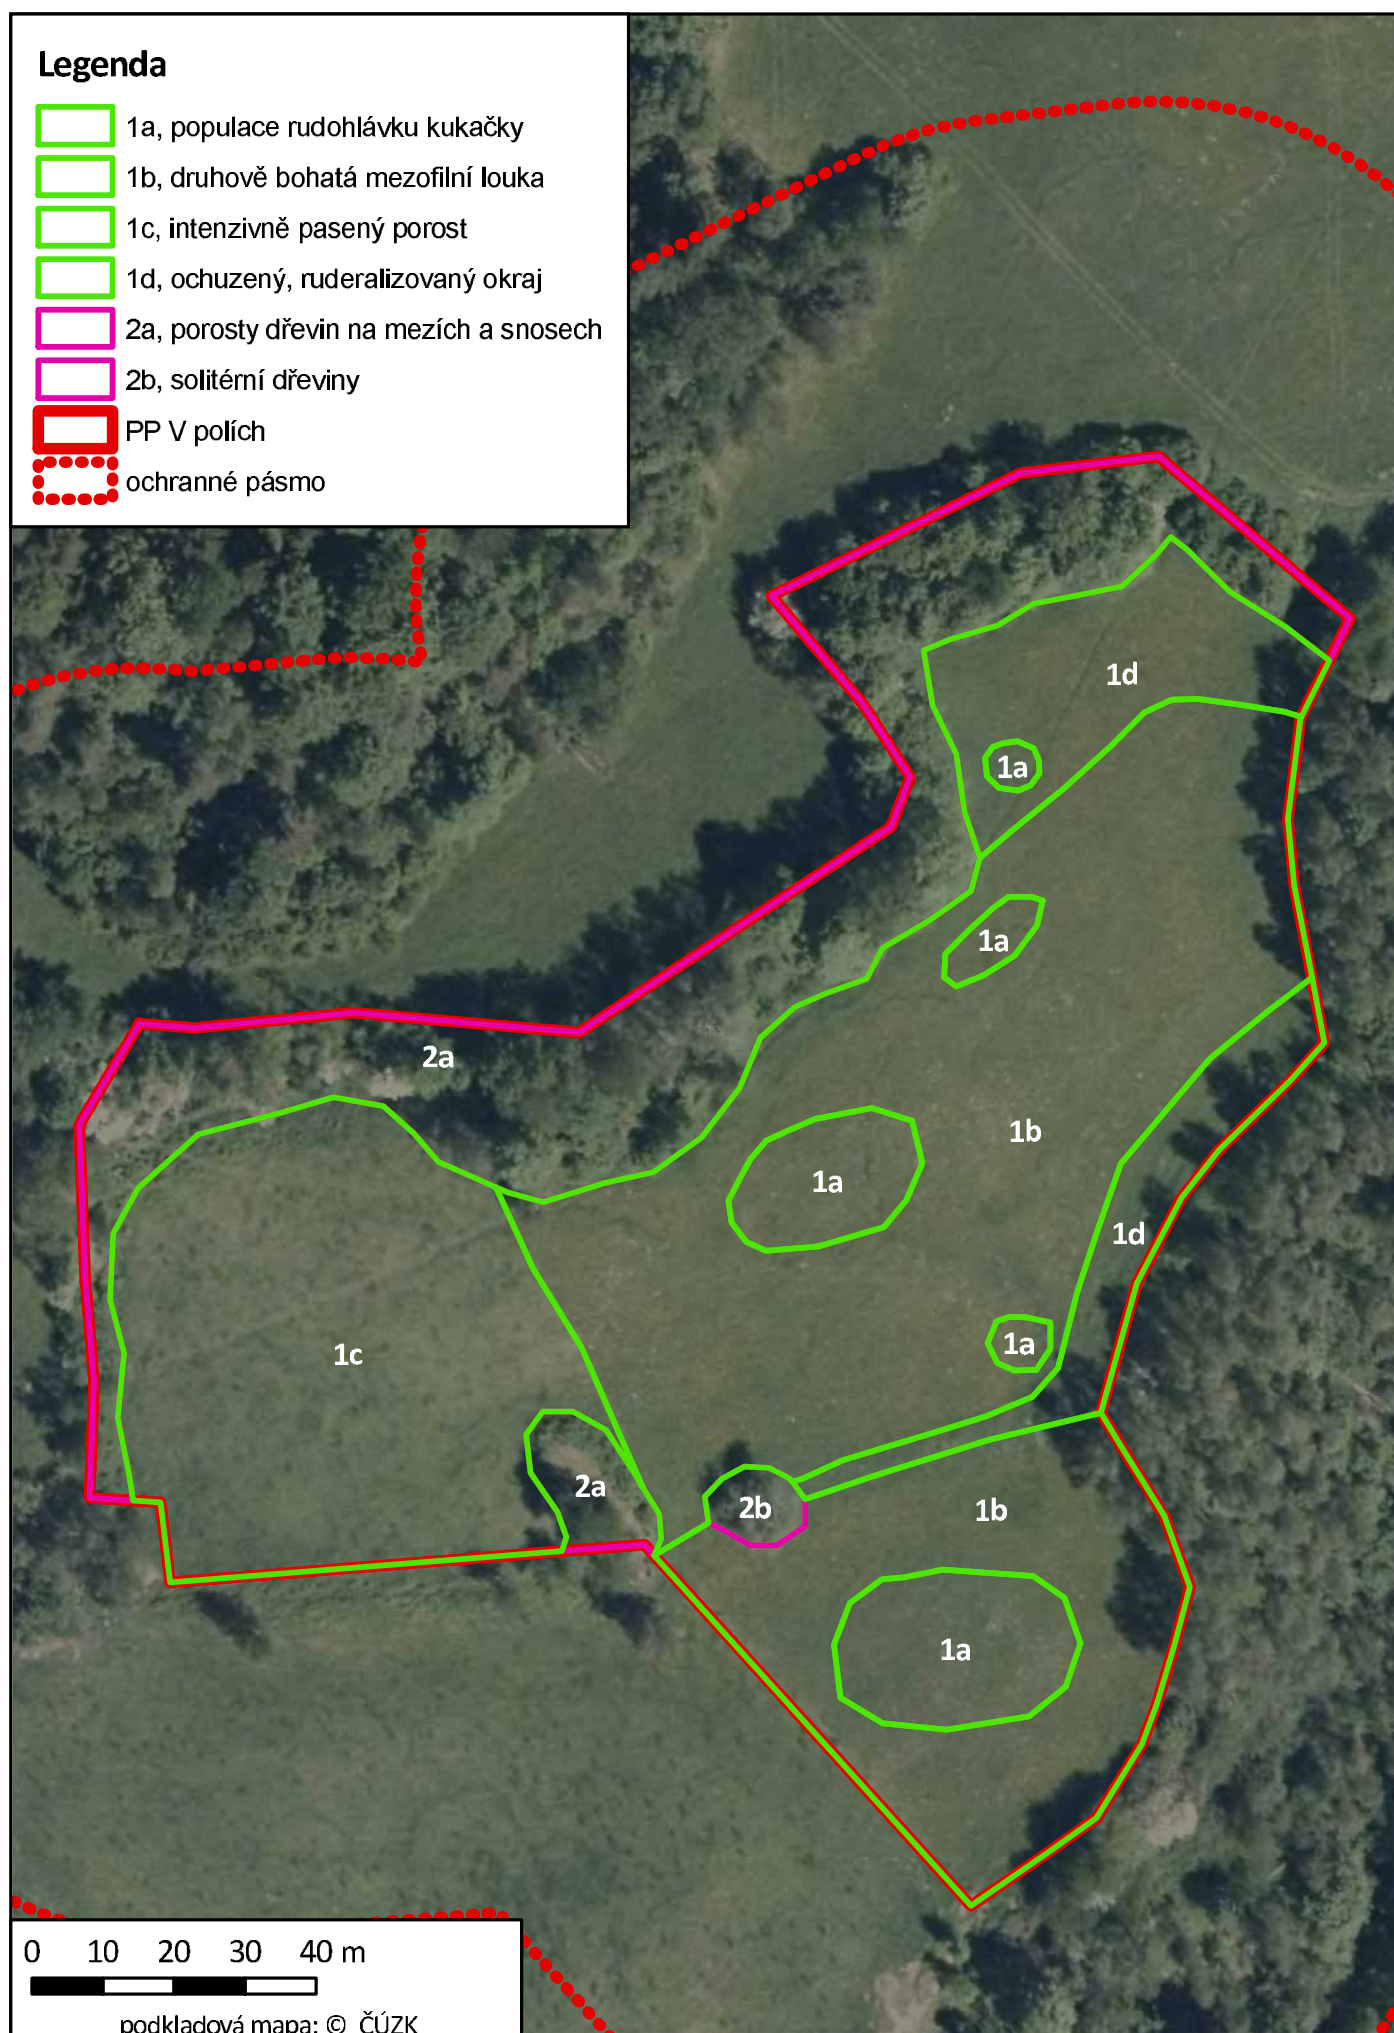 Legenda
1a, populace rudohlávku kukačky
1b, druhově bohatá mezofilní louka
1c, intenzivně pasený porost
1d, ochuzený, ruderalizovaný okraj
2a, porosty dřevin na mezích a snosech
2b, solitérní dřeviny
PP V polích
ochranné pásmo
1d
1a
1a
2a
1b
1a
1d
1a
1c
2a
2b
1b
1a
0 10 20 30 40 m
podkladová mapa: © ČÚZK